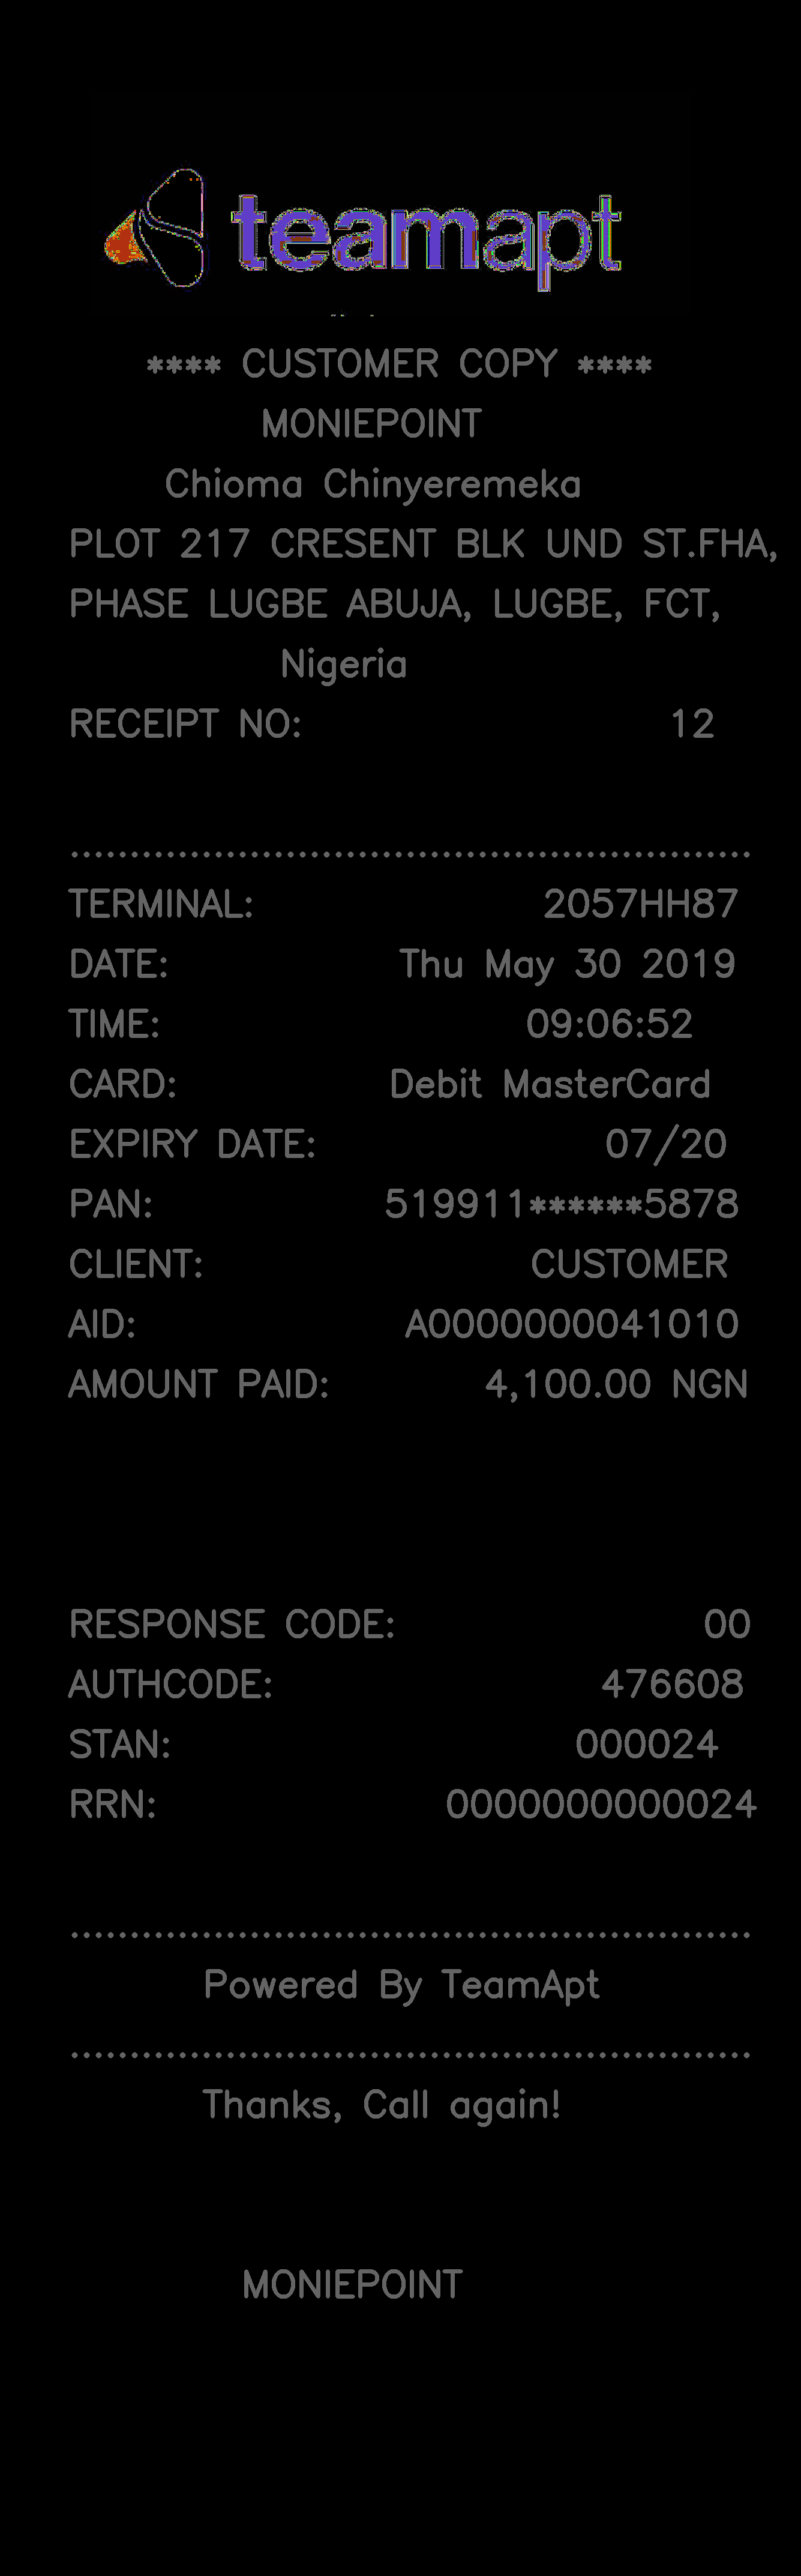 teamapt
**** CUSTOMER COPY ****
MONIEPOINT
Chioma Chinyeremeka
PLOT 217 CRESENT BLK UND ST.FHA,
PHASE LUGBE ABUJA, LUGBE, FCT,
Nigeria
RECEIPT NO: 12
TERMINAL: 2057HH87
DATE: Thu May 30 2019
TIME: 09:06:52
CARD: Debit MasterCard
EXPIRY DATE: 07/20
PAN: 519911******5878
CLIENT: CUSTOMER
AID: A0000000041010
AMOUNT PAID: 4,100.00 NGN
RESPONSE CODE: 00
AUTHCODE: 476608
STAN: 000024
RRN: 0000000000024
Powered By TeamApt
Thanks, Call again!
MONIEPOINT